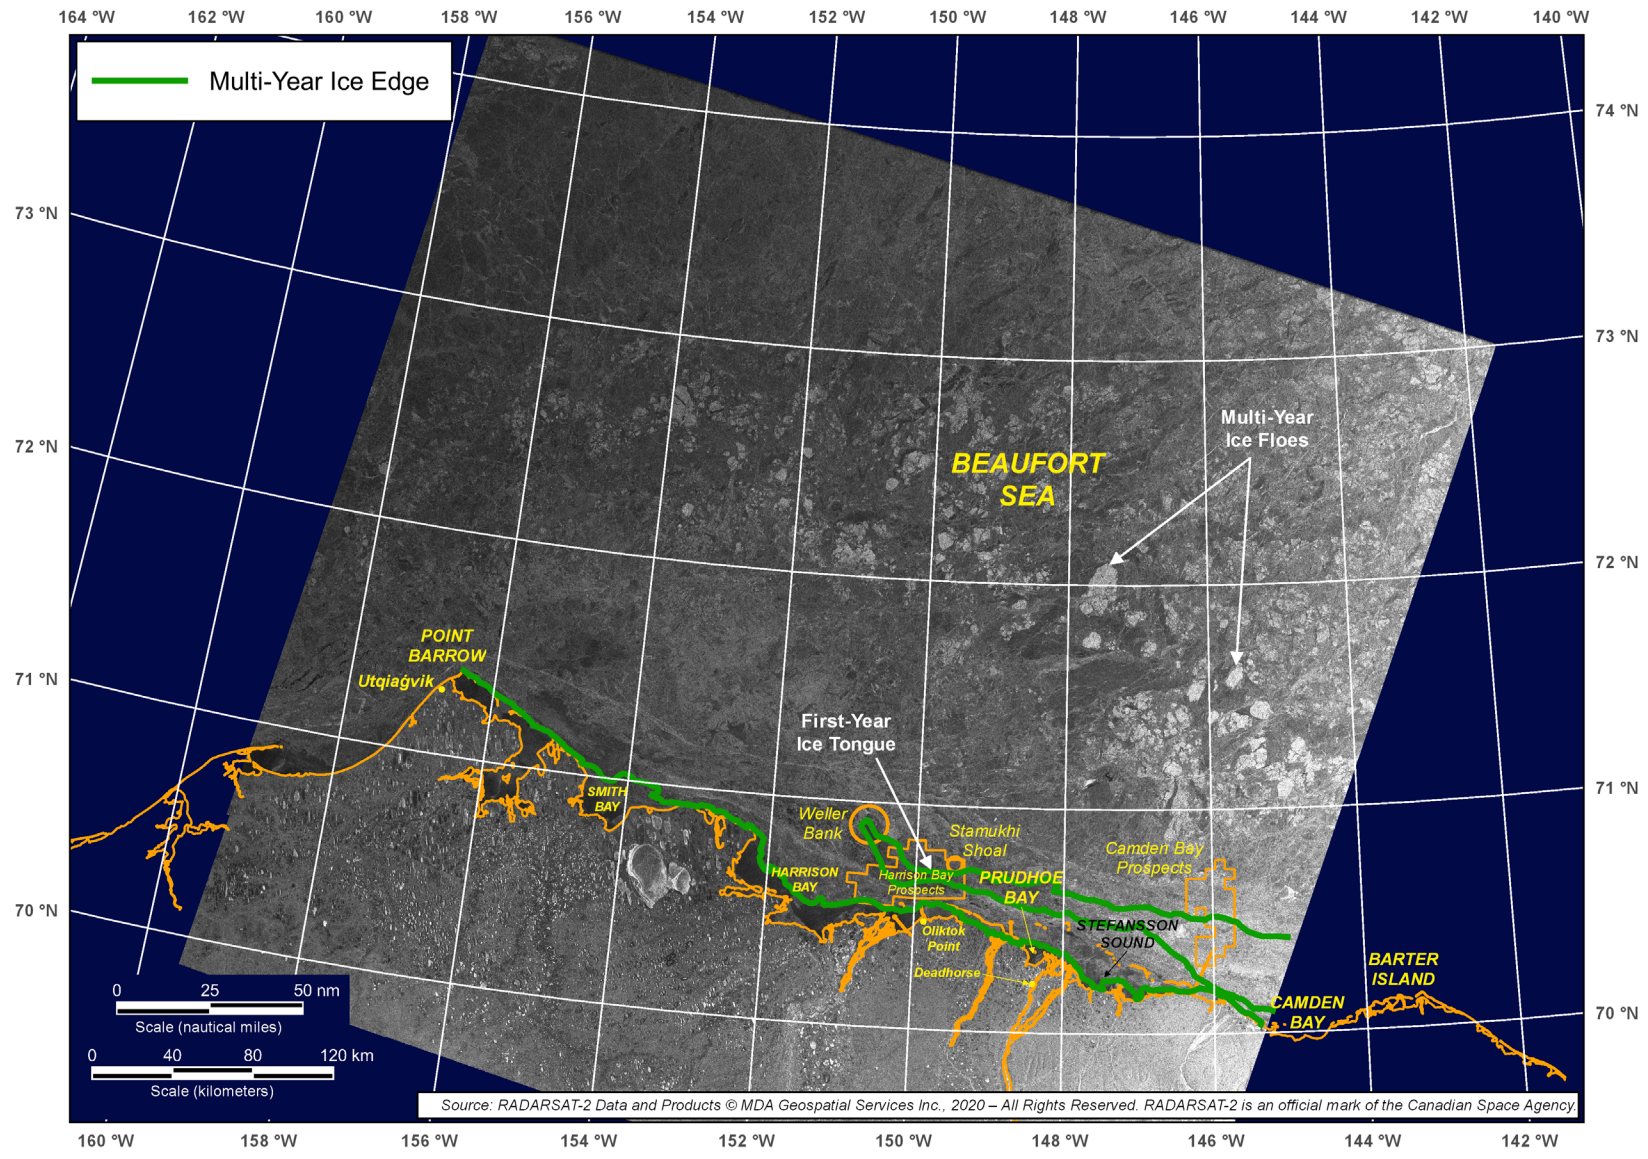 164 °W 162 °W 160 °W 158 °W 156 °W 154 °W 152 °W 150 °W 148 °W 146 °W 144 °W 142 °W 140 °W
Multi-Year Ice Edge
74 °N
73 °N
73 °N
Multi-Year
Ice Floes
72 °N
BEAUFORT
SEA
72 °N
POINT
BARROW
Utqiaġvik
71 °N
First-Year
Ice Tongue
71 °N
SMITH
BAY
Weller
Bank
Stamukhi
Shoal
Camden Bay
Prospects
HARRISON
BAY
Harrison Bay
Prospects
PRUDHOE
BAY
70 °N
STEFANSSON
SOUND
Oliktok
Point
Deadhorse
BARTER
ISLAND
CAMDEN
BAY
70 °N
0 25 50 nm
Scale (nautical miles)
0 40 80 120 km
Scale (kilometers)
Source: RADARSAT-2 Data and Products © MDA Geospatial Services Inc., 2020 – All Rights Reserved. RADARSAT-2 is an official mark of the Canadian Space Agency.
160 °W 158 °W 156 °W 154 °W 152 °W 150 °W 148 °W 146 °W 144 °W 142 °W